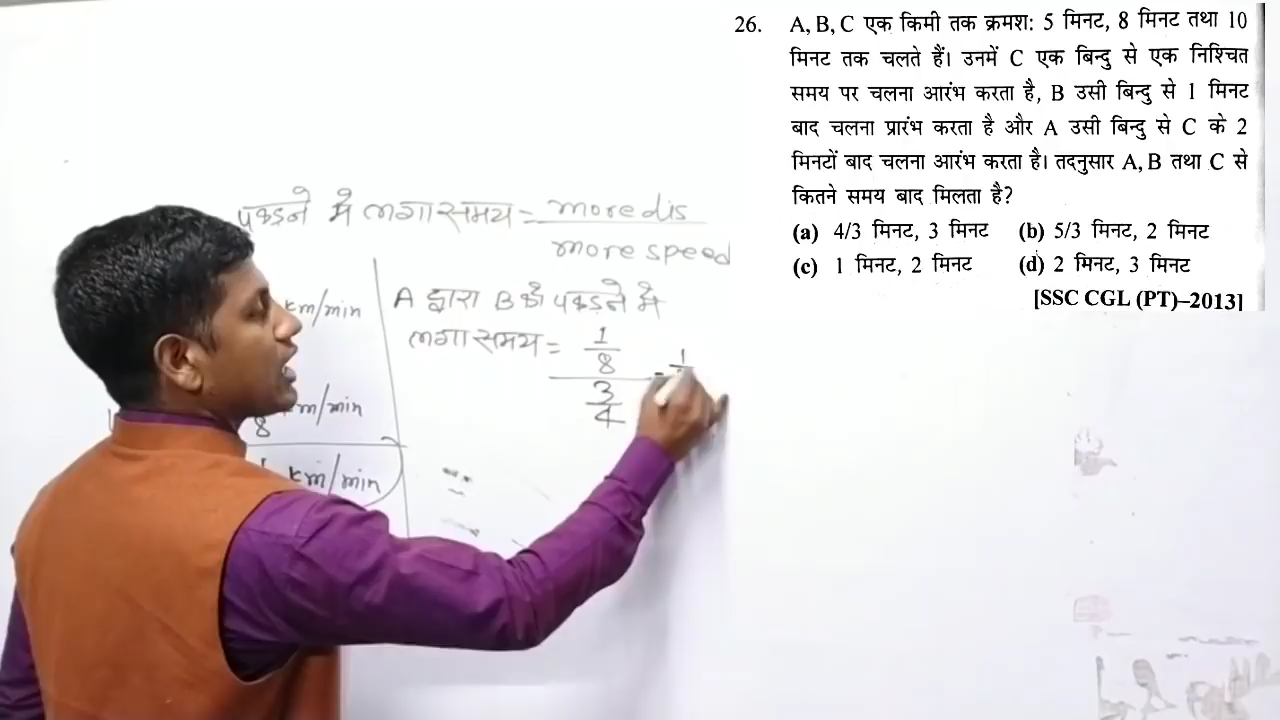 26. A, B, C एक किमी तक क्रमश: 5 मिनट, 8 मिनट तथा 10
मिनट तक चलते हैं। उनमें C एक बिन्दु से एक निश्चित
समय पर चलना आरंभ करता है, B उसी बिन्दु से 1 मिनट
बाद चलना प्रारंभ करता है और A उसी बिन्दु से C के 2
मिनटों बाद चलना आरंभ करता है। तदनुसार A, B तथा C से
कितने समय बाद मिलता है?
(a) 4/3 मिनट, 3 मिनट (b) 5/3 मिनट, 2 मिनट
(c) 1 मिनट, 2 मिनट (d) 2 मिनट, 3 मिनट
[SSC CGL (PT)–2013]
पकड़ने में लगा समय = more dis
more speed
km/min
8 km/min
km/min
A द्वारा B को पकड़ने में
लगा समय = 1
8
3
4
- 1